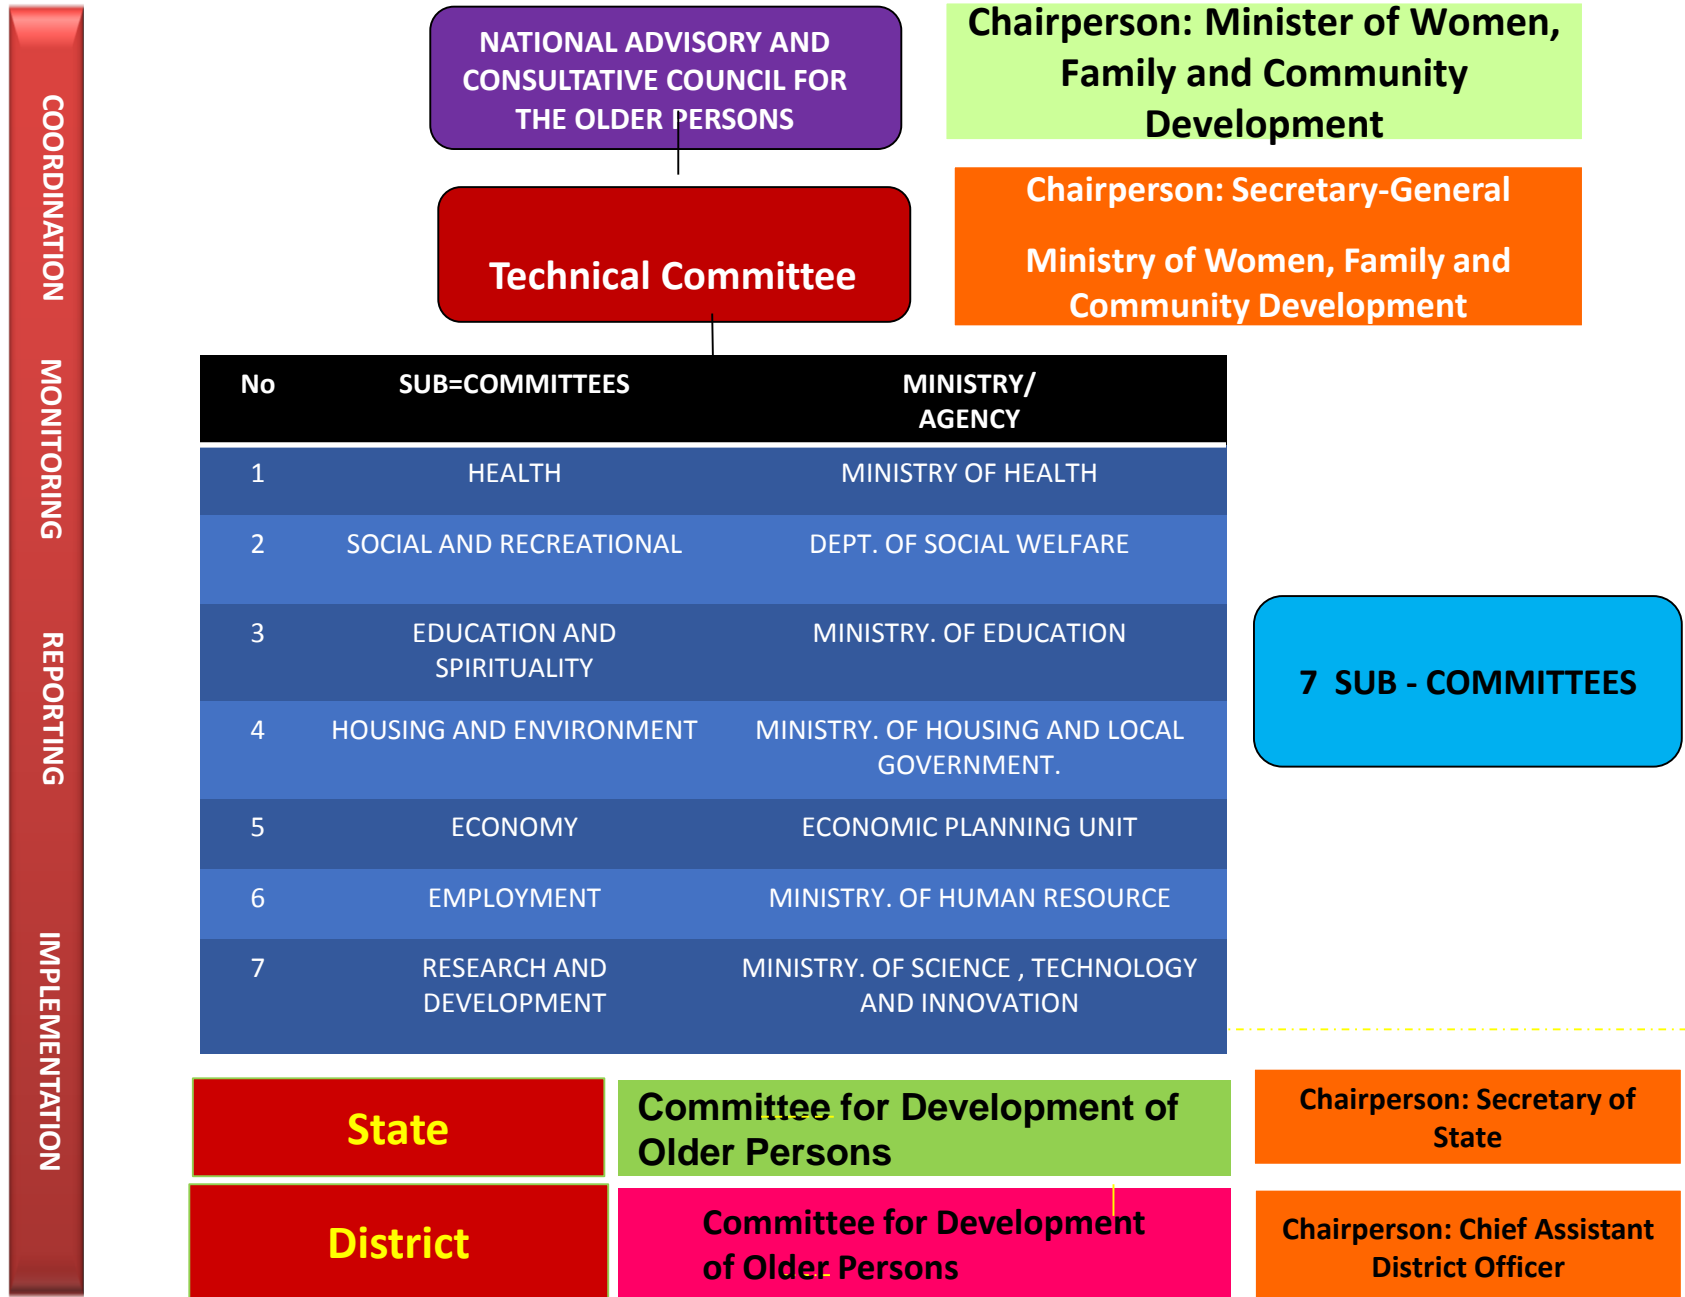 COORDINATION
MONITORING
REPORTING
IMPLEMENTATION
NATIONAL ADVISORY AND
CONSULTATIVE COUNCIL FOR
THE OLDER PERSONS
Chairperson: Minister of Women,
Family and Community
Development
Technical Committee
Chairperson: Secretary-General
Ministry of Women, Family and
Community Development
No SUB=COMMITTEES MINISTRY/
AGENCY
1 HEALTH MINISTRY OF HEALTH
2 SOCIAL AND RECREATIONAL DEPT. OF SOCIAL WELFARE
3 EDUCATION AND MINISTRY. OF EDUCATION
SPIRITUALITY
4 HOUSING AND ENVIRONMENT MINISTRY. OF HOUSING AND LOCAL
GOVERNMENT.
5 ECONOMY ECONOMIC PLANNING UNIT
6 EMPLOYMENT MINISTRY. OF HUMAN RESOURCE
7 RESEARCH AND MINISTRY. OF SCIENCE , TECHNOLOGY
DEVELOPMENT AND INNOVATION
7 SUB - COMMITTEES
State
Committee for Development of
Older Persons
Chairperson: Secretary of
State
District
Committee for Development
of Older Persons
Chairperson: Chief Assistant
District Officer